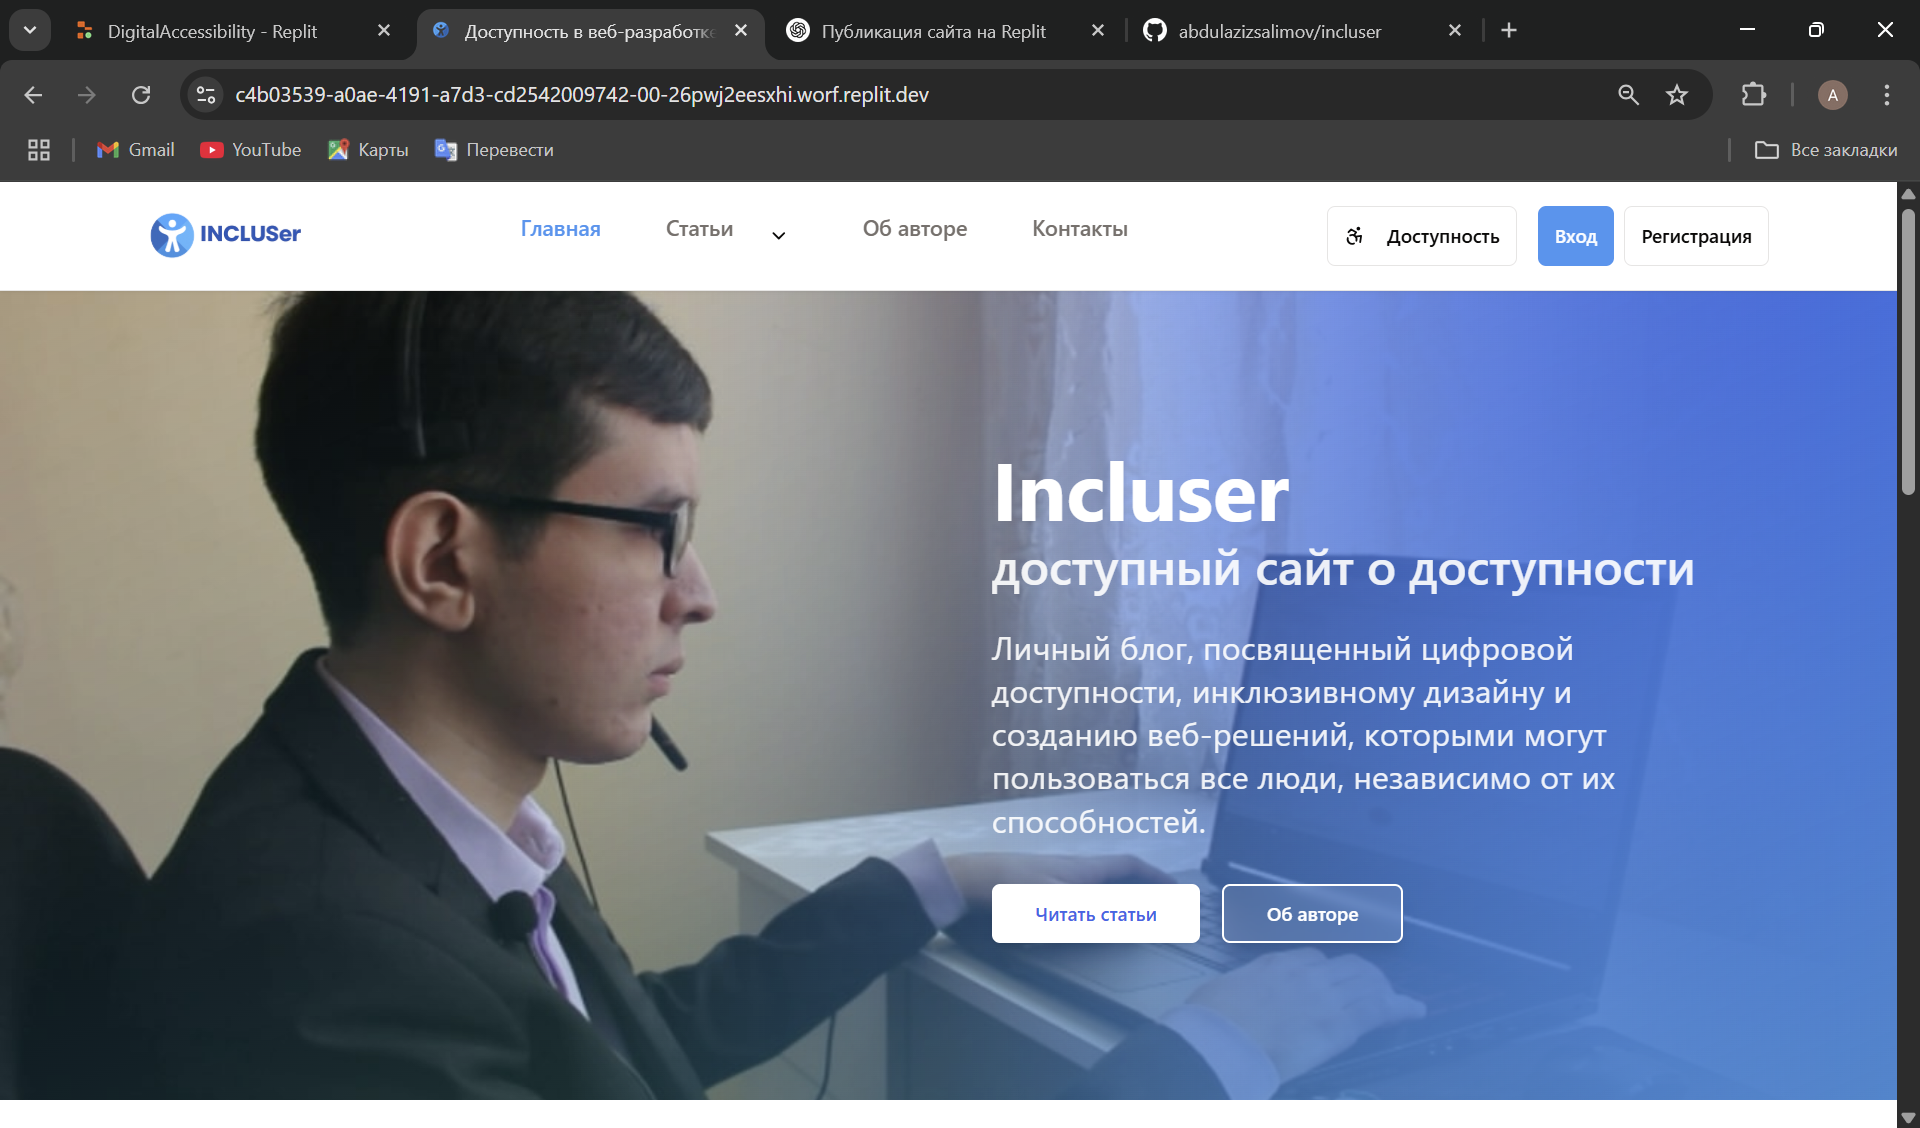 DigitalAccessibility - Replit
Доступность в веб-разработке
Публикация сайта на Replit
abdulazizsalimov/incluser
c4b03539-a0ae-4191-a7d3-cd2542009742-00-26pwj2eesxhi.worf.replit.dev
A
Gmail
YouTube
Карты
Перевести
Все закладки
INCLUSer
Главная
Статьи
Об авторе
Контакты
Доступность
Вход
Регистрация
Incluser
доступный сайт о доступности
Личный блог, посвященный цифровой
доступности, инклюзивному дизайну и
созданию веб-решений, которыми могут
пользоваться все люди, независимо от их
способностей.
Читать статьи
Об авторе